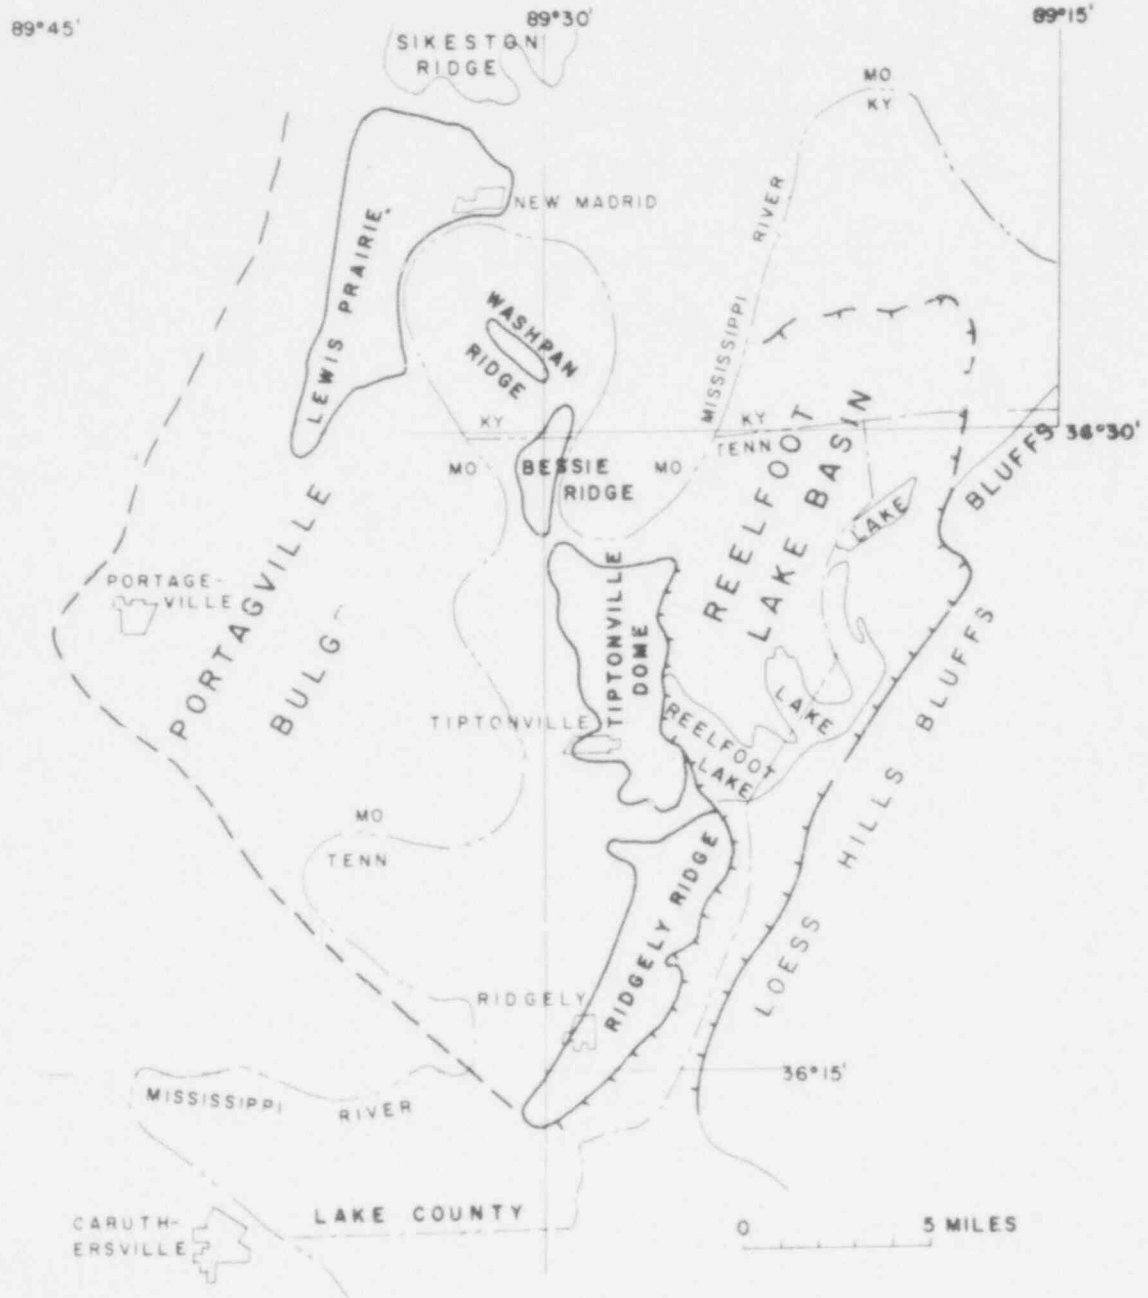 89°45'
89°30'
89°15'
SIKESTON
RIDGE
MO
KY
NEW MADRID
MISSISSIPPI RIVER
LEWIS PRAIRIE
WASHPAN
RIDGE
KY
KY
TENN
36°30'
MO
BESSIE
RIDGE
MO
REELFOOT
LAKE BASIN
LAKE
BLUFFS
PORTAGE-
VILLE
PORTAGVILLE
BULG
TIPTONVILLE
DOME
TIPTONVILLE
REELFOOT
LAKE
LAKE
LOESS HILLS BLUFFS
MO
TENN
RIDGELY RIDGE
RIDGELY
36°15'
MISSISSIPPI RIVER
LAKE COUNTY
CARUTH-
ERSVILLE
0 5 MILES